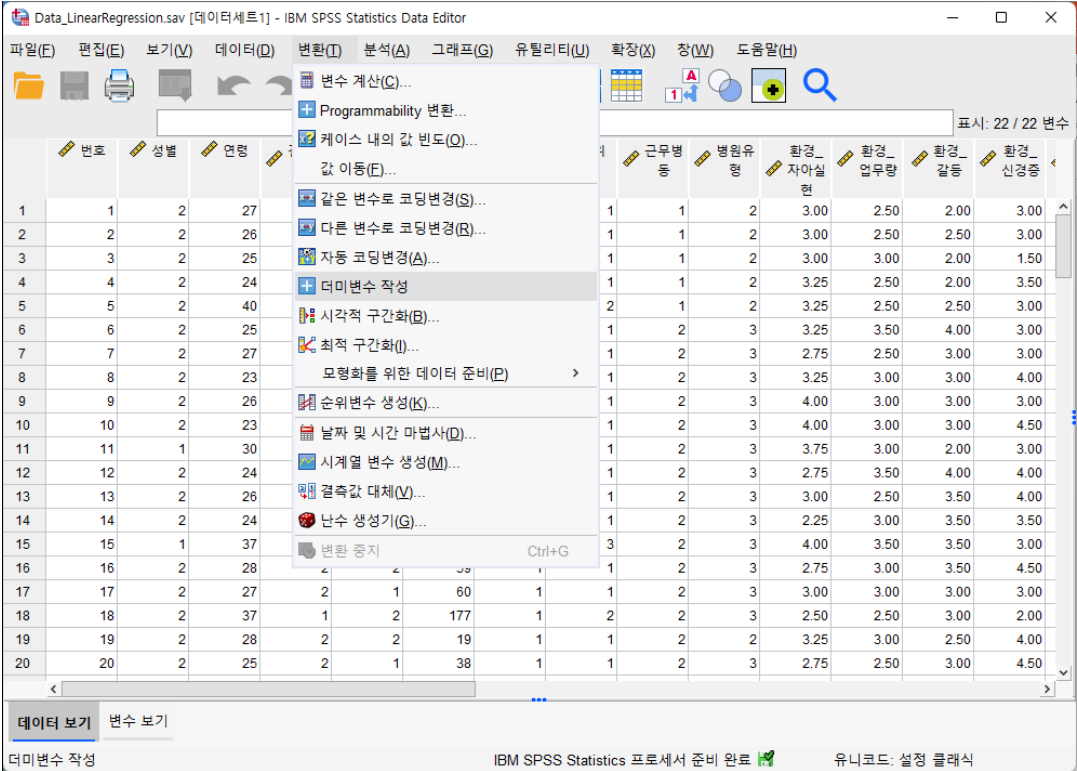 Data_LinearRegression.sav [데이터세트1] - IBM SPSS Statistics Data Editor
파일(F) 편집(E) 보기(V) 데이터(D) 변환(T) 분석(A) 그래프(G) 유틸리티(U) 확장(X) 창(W) 도움말(H)
표시: 22 / 22 변수
변수 계산(C)...
Programmability 변환...
케이스 내의 값 빈도(O)...
값 이동(F)...
같은 변수로 코딩변경(S)...
다른 변수로 코딩변경(R)...
자동 코딩변경(A)...
더미변수 작성
시각적 구간화(B)...
최적 구간화(I)...
모형화를 위한 데이터 준비(P)
순위변수 생성(K)...
날짜 및 시간 마법사(D)...
시계열 변수 생성(M)...
결측값 대체(V)...
난수 생성기(G)...
변환 중지 Ctrl+G
번호 성별 연령 근무병동 병원유형 환경_자아실현 환경_업무량 환경_갈등 환경_신경증
1 1 2 27 1 1 2 3.00 2.50 2.00 3.00
2 2 2 26 1 1 2 3.00 2.50 2.50 3.00
3 3 2 25 1 1 2 3.00 3.00 2.00 1.50
4 4 2 24 1 1 2 3.25 2.50 2.00 3.50
5 5 2 40 2 1 2 3.25 2.50 2.50 3.00
6 6 2 25 1 2 3 3.25 3.50 4.00 3.00
7 7 2 27 1 2 3 2.75 2.50 3.00 3.00
8 8 2 23 1 2 3 3.25 3.00 3.00 4.00
9 9 2 26 1 2 3 4.00 3.00 3.00 3.00
10 10 2 23 1 2 3 4.00 3.00 3.00 4.50
11 11 1 30 1 2 3 3.75 3.00 2.00 3.00
12 12 2 24 1 2 3 2.75 3.50 4.00 4.00
13 13 2 26 1 2 3 3.00 2.50 3.50 4.00
14 14 2 24 1 2 3 2.25 3.00 3.50 3.50
15 15 1 37 3 2 3 4.00 3.50 3.50 3.00
16 16 2 28 2 2 59 1 1 2 3 2.75 3.00 3.50 4.50
17 17 2 27 2 1 60 1 1 2 3 3.00 3.00 3.00 3.00
18 18 2 37 1 2 177 1 2 2 3 2.50 2.50 3.00 2.00
19 19 2 28 2 2 19 1 1 2 2 3.25 3.00 2.50 4.00
20 20 2 25 2 1 38 1 1 2 3 2.75 2.50 3.00 4.50
데이터 보기 변수 보기
더미변수 작성 IBM SPSS Statistics 프로세서 준비 완료 유니코드: 설정 클래식